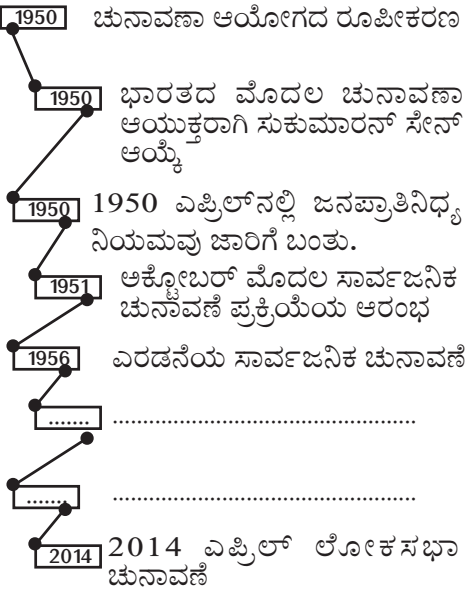 1950 ಚುನಾವಣಾ ಆಯೋಗದ ರೂಪೀಕರಣ
1950 ಭಾರತದ ಮೊದಲ ಚುನಾವಣಾ
ಆಯುಕ್ತರಾಗಿ ಸುಕುಮಾರನ್ ಸೇನ್
ಆಯ್ಕೆ
1950 1950 ಎಪ್ರಿಲ್‌ನಲ್ಲಿ ಜನಪ್ರಾತಿನಿಧ್ಯ
ನಿಯಮವು ಜಾರಿಗೆ ಬಂತು.
1951 ಅಕ್ಟೋಬರ್ ಮೊದಲ ಸಾರ್ವಜನಿಕ
ಚುನಾವಣೆ ಪ್ರಕ್ರಿಯೆಯ ಆರಂಭ
1956 ಎರಡನೆಯ ಸಾರ್ವಜನಿಕ ಚುನಾವಣೆ
....... .....................................................
....... .....................................................
2014 2014 ಎಪ್ರಿಲ್ ಲೋಕಸಭಾ
ಚುನಾವಣೆ